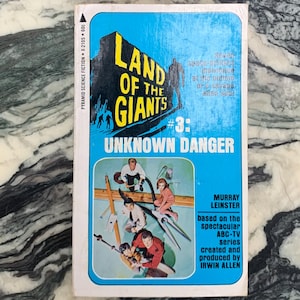 LAND
OF THE
GIANTS
#3:
UNKNOWN DANGER
MURRAY
LEINSTER
based on the
spectacular
ABC-TV
series
created and
produced by
IRWIN ALLEN
PYRAMID SCIENCE FICTION